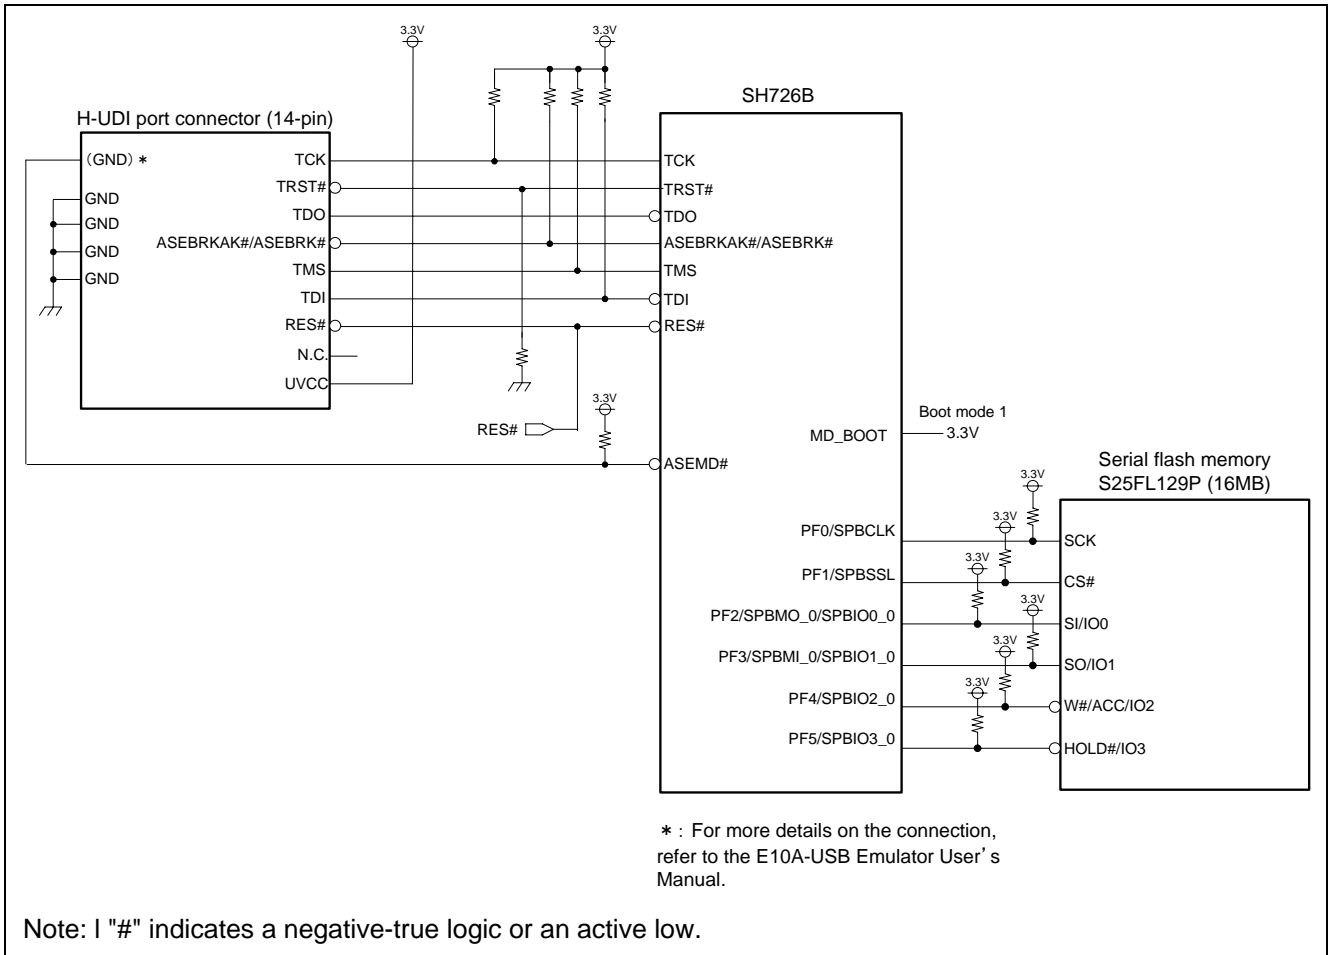 3.3V
3.3V
SH726B
H-UDI port connector (14-pin)
(GND) *
GND
GND
GND
GND
TCK
TRST#
TDO
ASEBRKAK#/ASEBRK#
TMS
TDI
RES#
N.C.
UVCC
TCK
TRST#
TDO
ASEBRKAK#/ASEBRK#
TMS
TDI
RES#
3.3V
RES#
ASEMD#
MD_BOOT
Boot mode 1
3.3V
Serial flash memory
S25FL129P (16MB)
PF0/SPBCLK
3.3V
SCK
PF1/SPBSSL
3.3V
CS#
PF2/SPBMO_0/SPBIO0_0
3.3V
SI/IO0
PF3/SPBMI_0/SPBIO1_0
3.3V
SO/IO1
PF4/SPBIO2_0
3.3V
W#/ACC/IO2
PF5/SPBIO3_0
3.3V
HOLD#/IO3
* : For more details on the connection,
refer to the E10A-USB Emulator User's
Manual.
Note: I "#" indicates a negative-true logic or an active low.